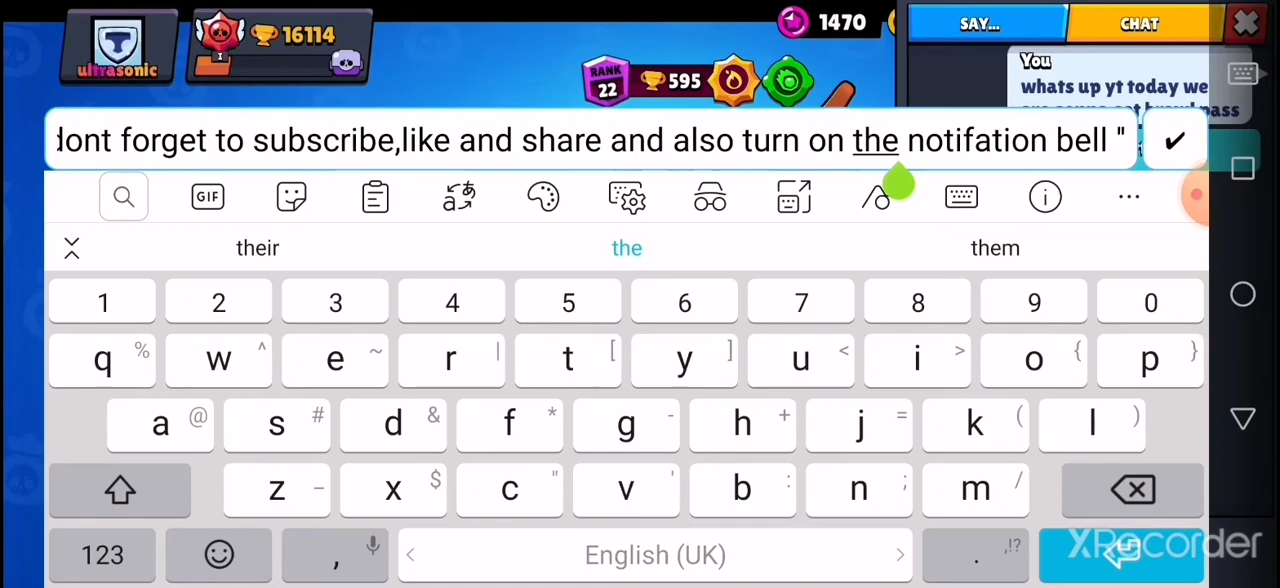 ultrasonic
I
16114
1470
SAY...
CHAT
RANK
22
595
You
whats up yt today we
pass
dont forget to subscribe,like and share and also turn on the notifation bell "
GIF
their
the
them
1 2 3 4 5 6 7 8 9 0
q % w ^ e ~ r | t [ y ] u < i > o { p }
a @ s # d & f * g - h + j = k ( l )
z _ x $ c " v ' b : n ; m /
123 , < English (UK) > . ,!?
XRecorder